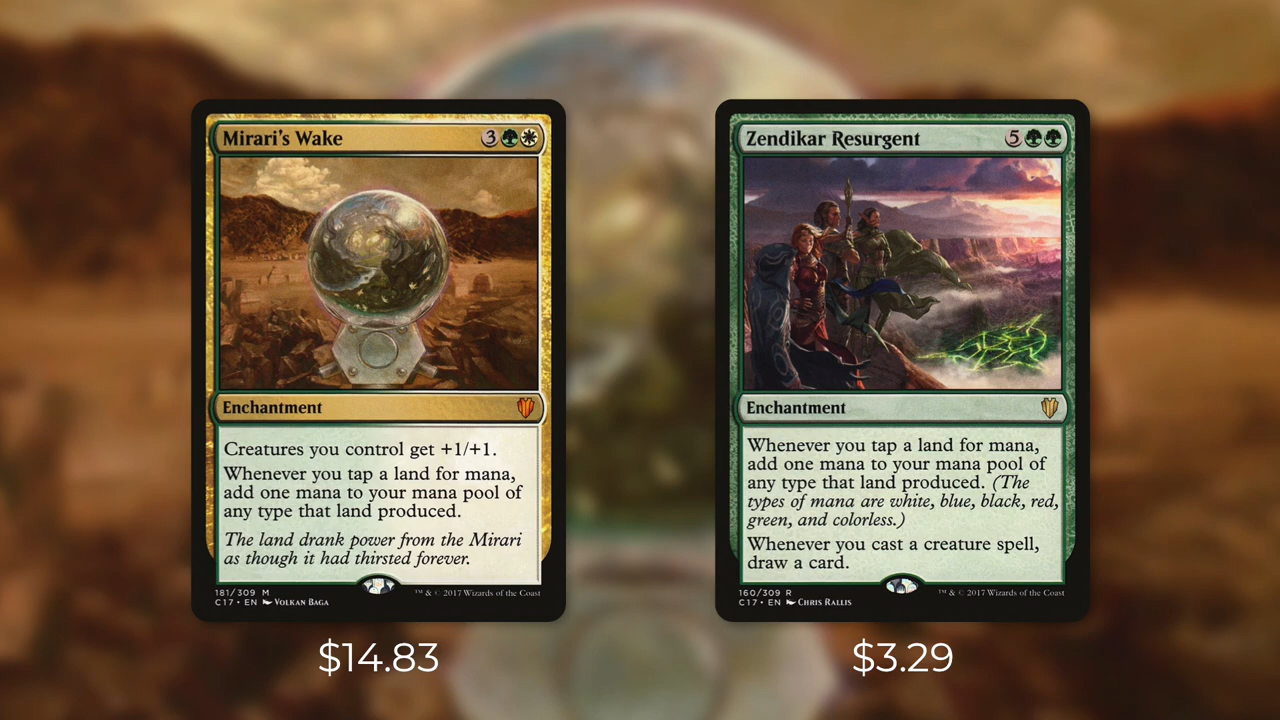 Mirari's Wake
3
Enchantment
Creatures you control get +1/+1.
Whenever you tap a land for mana,
add one mana to your mana pool of
any type that land produced.
The land drank power from the Mirari
as though it had thirsted forever.
181/309 M
C17 • EN Volkan Baga
™ & © 2017 Wizards of the Coast
$14.83
Zendikar Resurgent
5
Enchantment
Whenever you tap a land for mana,
add one mana to your mana pool of
any type that land produced. (The
types of mana are white, blue, black, red,
green, and colorless.)
Whenever you cast a creature spell,
draw a card.
160/309 R
C17 • EN Chris Rallis
™ & © 2017 Wizards of the Coast
$3.29